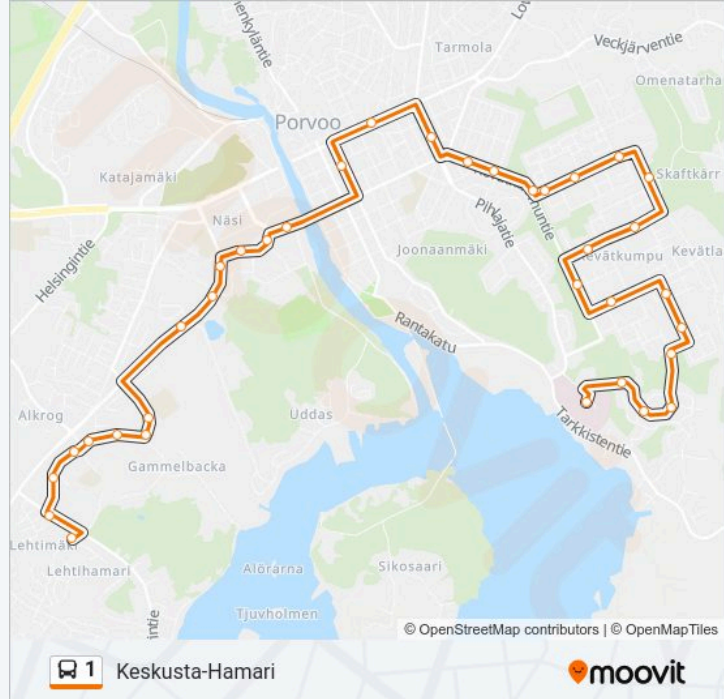 Tarmola
Veckjärventie
Omenatarha
Porvoo
Katajamäki
Skaftkärr
Näsi
Pihlajatie
Joonaanmäki
Kevätkumpu
Kevätla
Helsingintie
Rantakatu
Alkrog
Uddas
Tarkkistentie
Gammelbacka
Lehtimäki
Lehtihamari
Alörarna
Sikosaari
Tjuvholmen
© OpenStreetMap contributors | © OpenMapTiles
1 Keskusta-Hamari
moovit